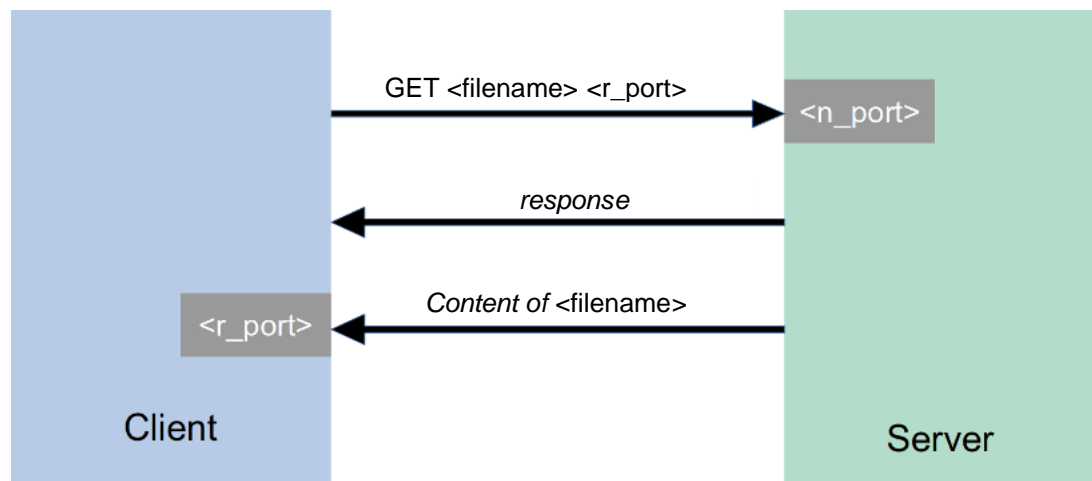 GET <filename> <r_port>
<n_port>
response
Content of <filename>
<r_port>
Client
Server